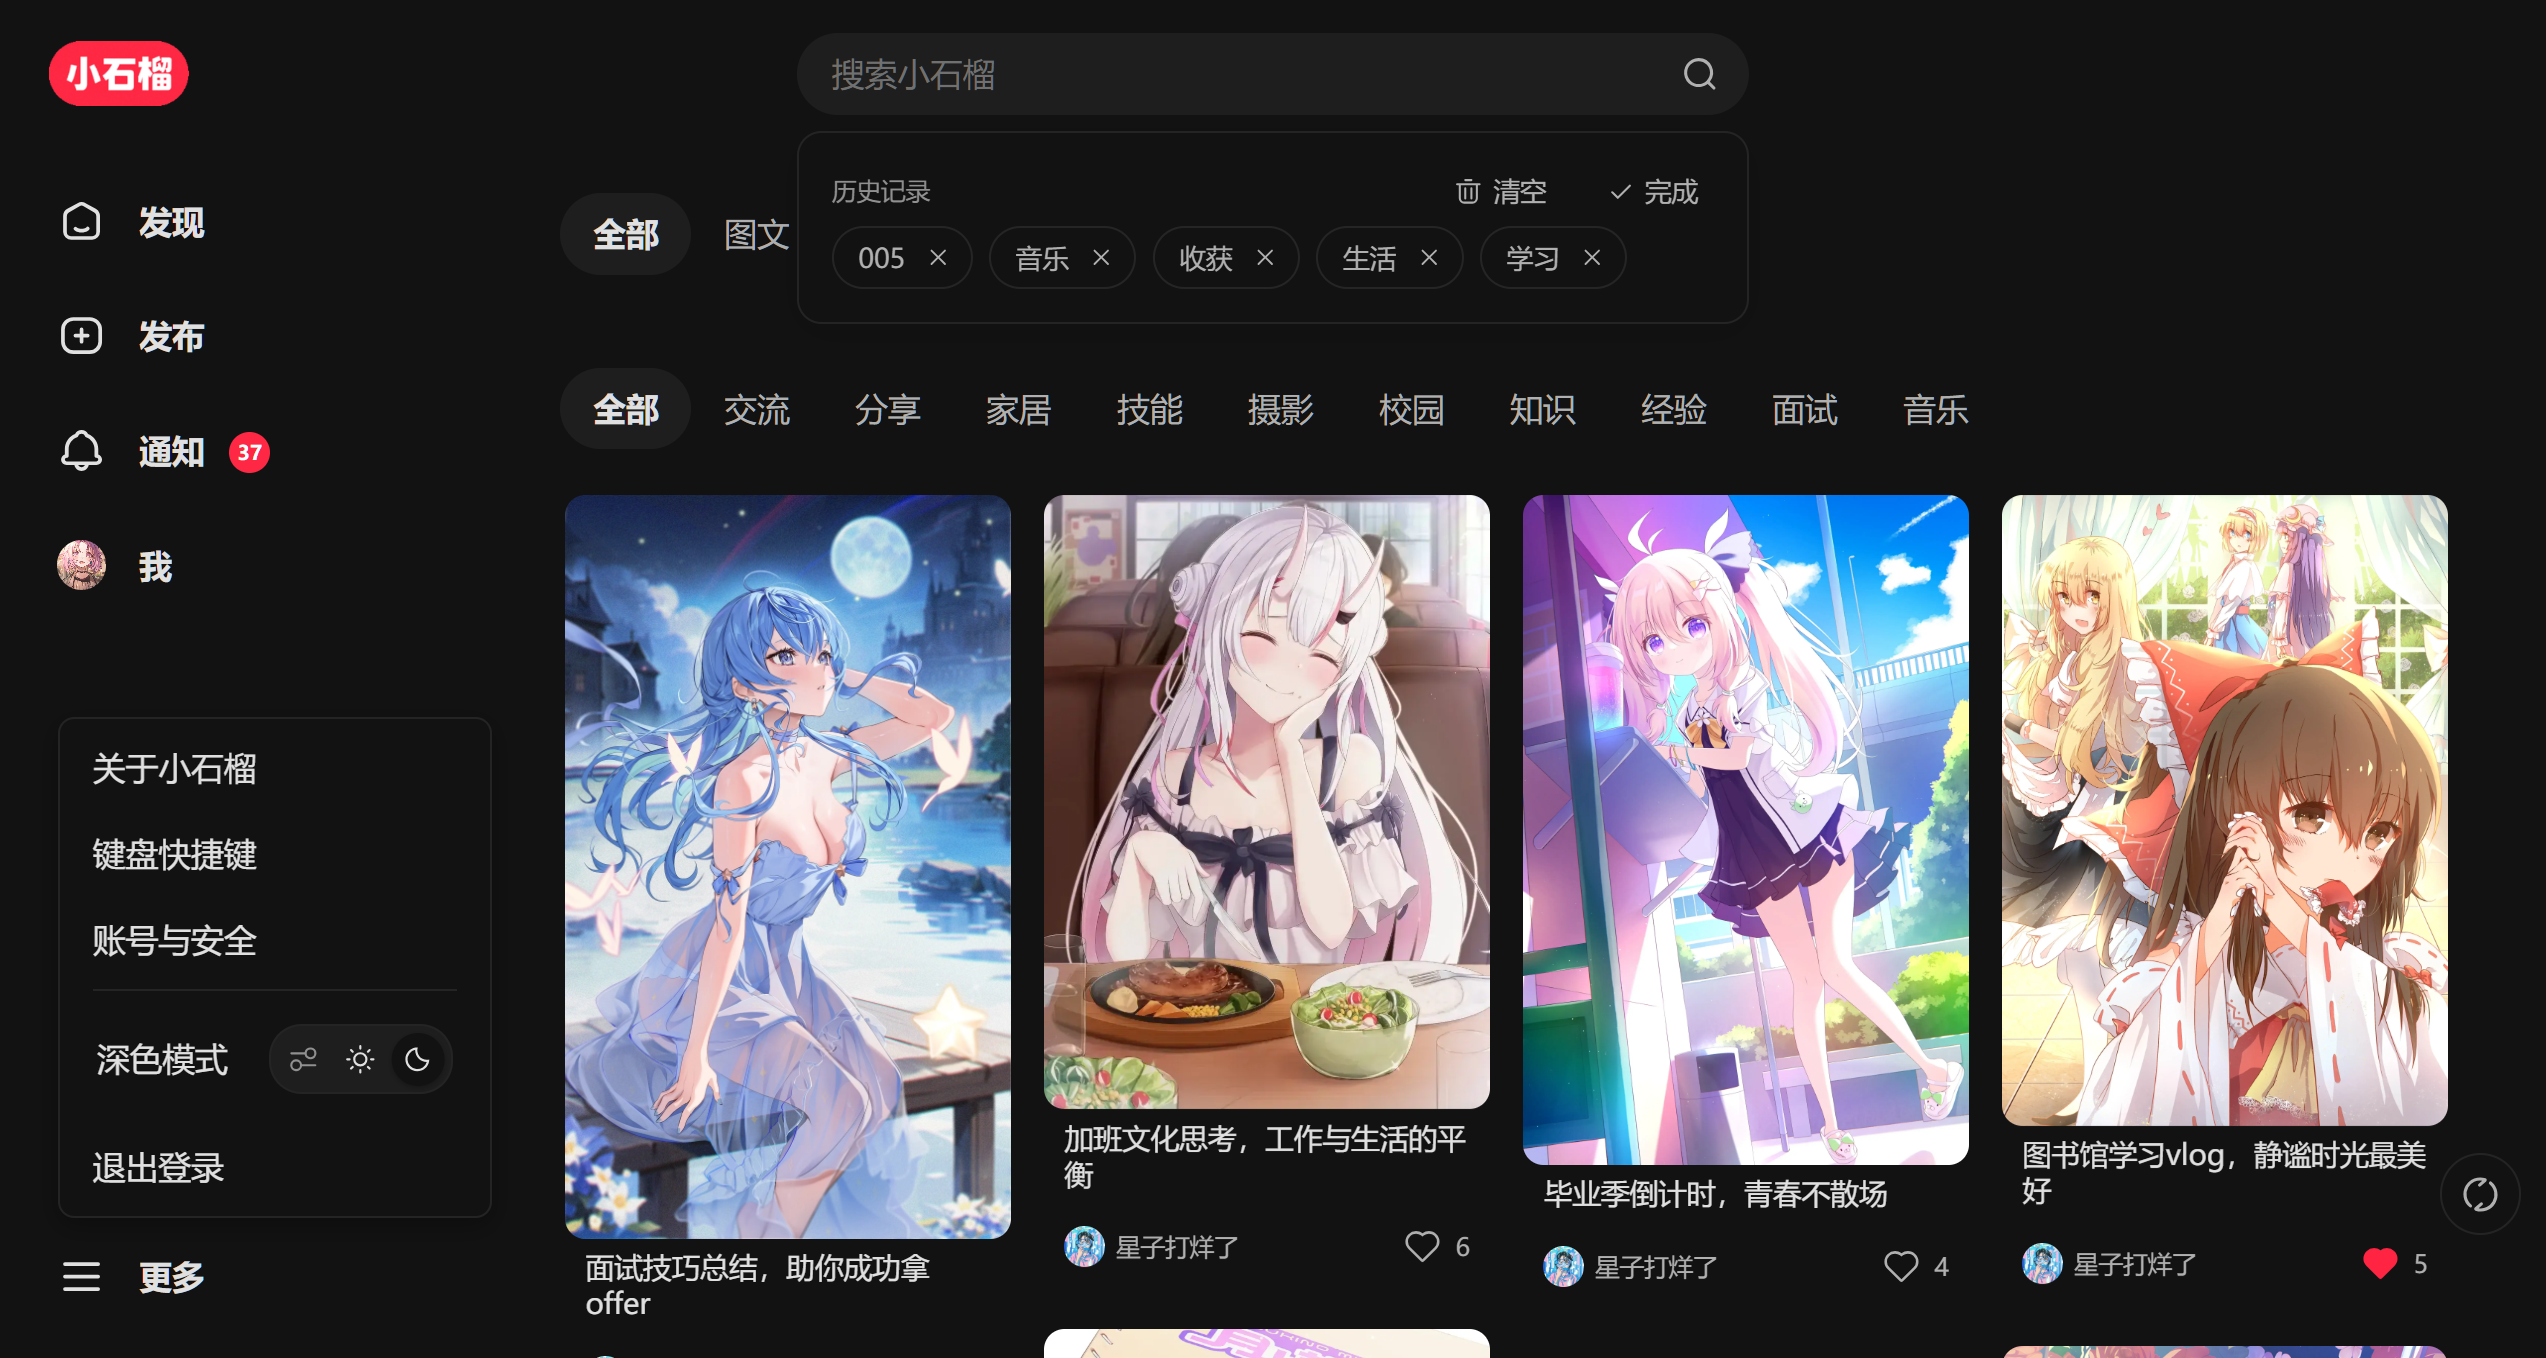 小石榴
搜索小石榴
历史记录 清空 完成
005 音乐 收获 生活 学习
发现
发布
通知 37
我
全部 图文
全部 交流 分享 家居 技能 摄影 校园 知识 经验 面试 音乐
关于小石榴
键盘快捷键
账号与安全
深色模式
退出登录
更多
面试技巧总结，助你成功拿
offer
加班文化思考，工作与生活的平
衡
星子打烊了 6
毕业季倒计时，青春不散场
星子打烊了 4
图书馆学习vlog，静谧时光最美
好
星子打烊了 5